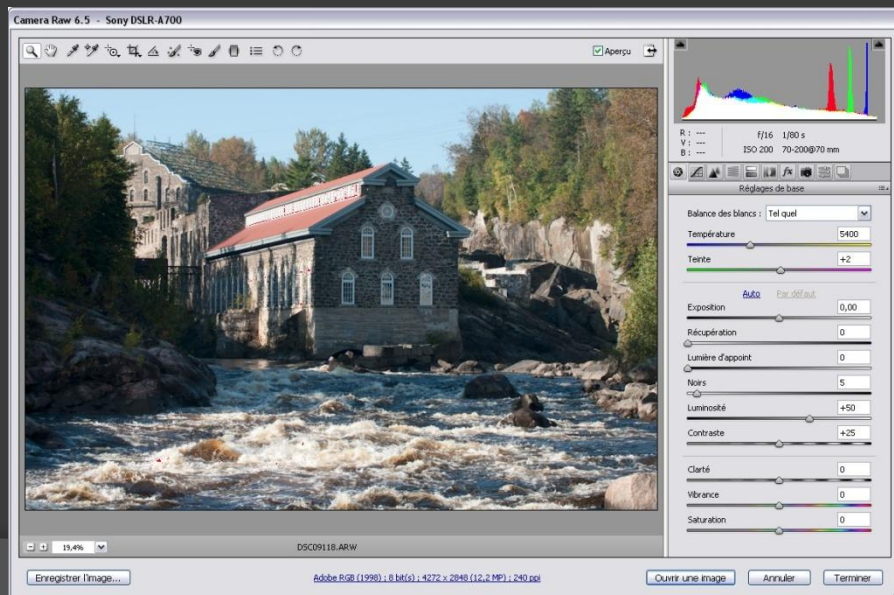 Camera Raw 6.5 - Sony DSLR-A700
Aperçu
R : ---
V : ---
B : ---
f/16 1/80 s
ISO 200 70-200@70 mm
fx
Réglages de base
Balance des blancs : Tel quel
Température 5400
Teinte +2
Auto Par défaut
Exposition 0,00
Récupération 0
Lumière d'appoint 0
Noirs 5
Luminosité +50
Contraste +25
Clarté 0
Vibrance 0
Saturation 0
- + 19,4% DSC09118.ARW
Enregistrer l'image... Adobe RGB (1998) ; 8 bit(s) ; 4272 x 2848 (12,2 MP) ; 240 ppi Ouvrir une image Annuler Terminer